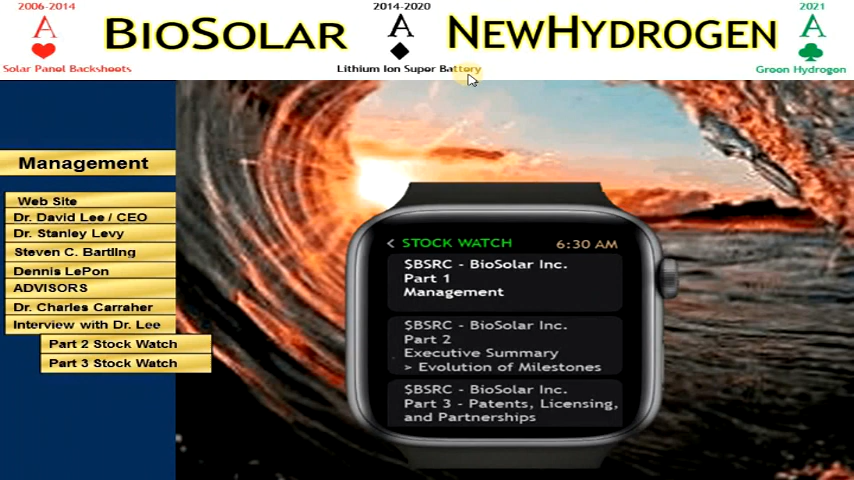 2006-2014
A
Solar Panel Backsheets
BIOSOLAR
2014-2020
A
Lithium Ion Super Battery
NEWHYDROGEN
2021
A
Green Hydrogen
Management
Web Site
Dr. David Lee / CEO
Dr. Stanley Levy
Steven C. Bartling
Dennis LePon
ADVISORS
Dr. Charles Carraher
Interview with Dr. Lee
Part 2 Stock Watch
Part 3 Stock Watch
< STOCK WATCH 6:30 AM
$BSRC - BioSolar Inc.
Part 1
Management
$BSRC - BioSolar Inc.
Part 2
Executive Summary
> Evolution of Milestones
$BSRC - BioSolar Inc.
Part 3 - Patents, Licensing,
and Partnerships